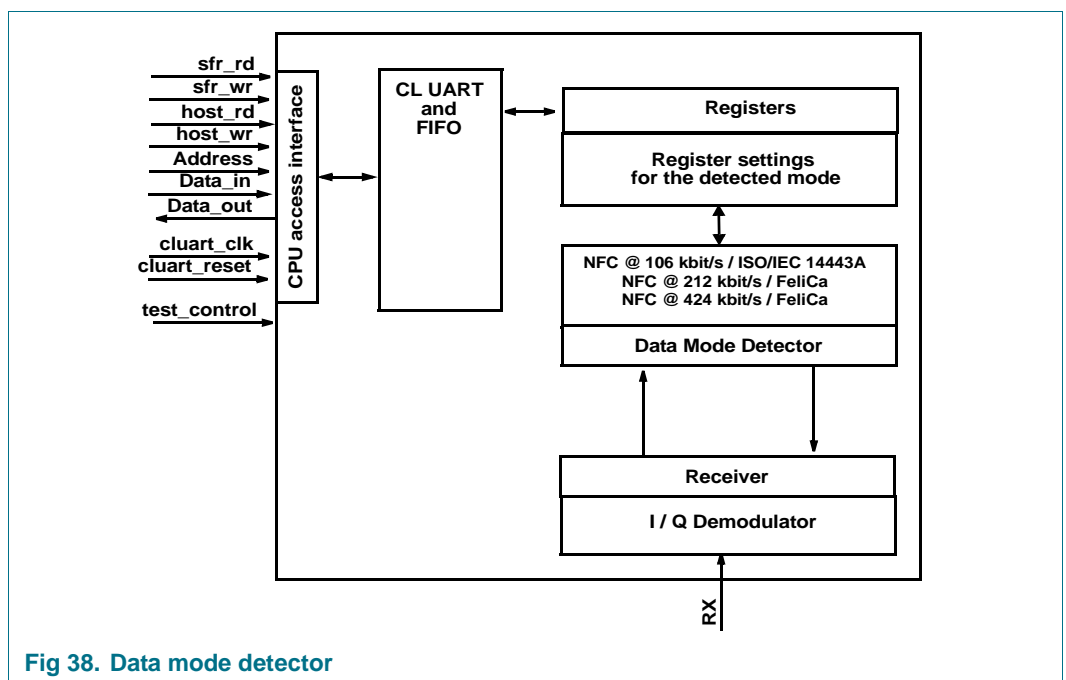 sfr_rd
sfr_wr
host_rd
host_wr
Address
Data_in
Data_out
cluart_clk
cluart_reset
test_control
CPU access interface
CL UART
and
FIFO
Registers
Register settings
for the detected mode
NFC @ 106 kbit/s / ISO/IEC 14443A
NFC @ 212 kbit/s / FeliCa
NFC @ 424 kbit/s / FeliCa
Data Mode Detector
Receiver
I / Q Demodulator
RX
Fig 38. Data mode detector